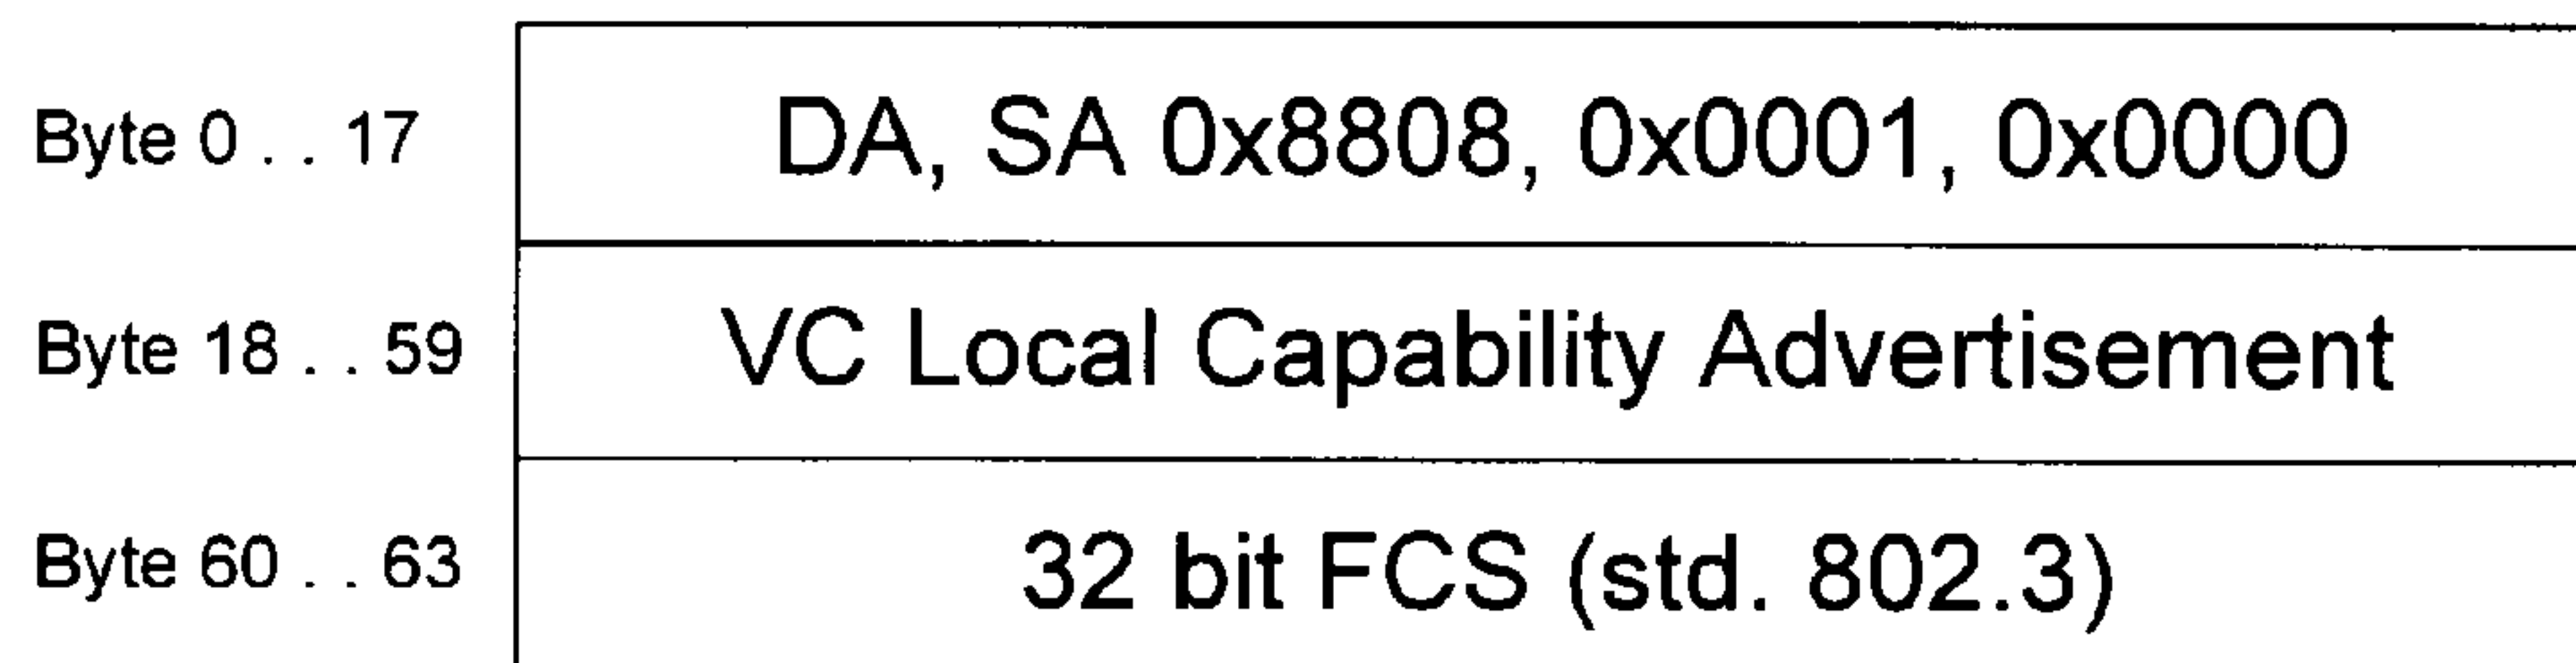 Byte 0 . . 17 DA, SA 0x8808, 0x0001, 0x0000
Byte 18 . . 59 VC Local Capability Advertisement
Byte 60 . . 63 32 bit FCS (std. 802.3)